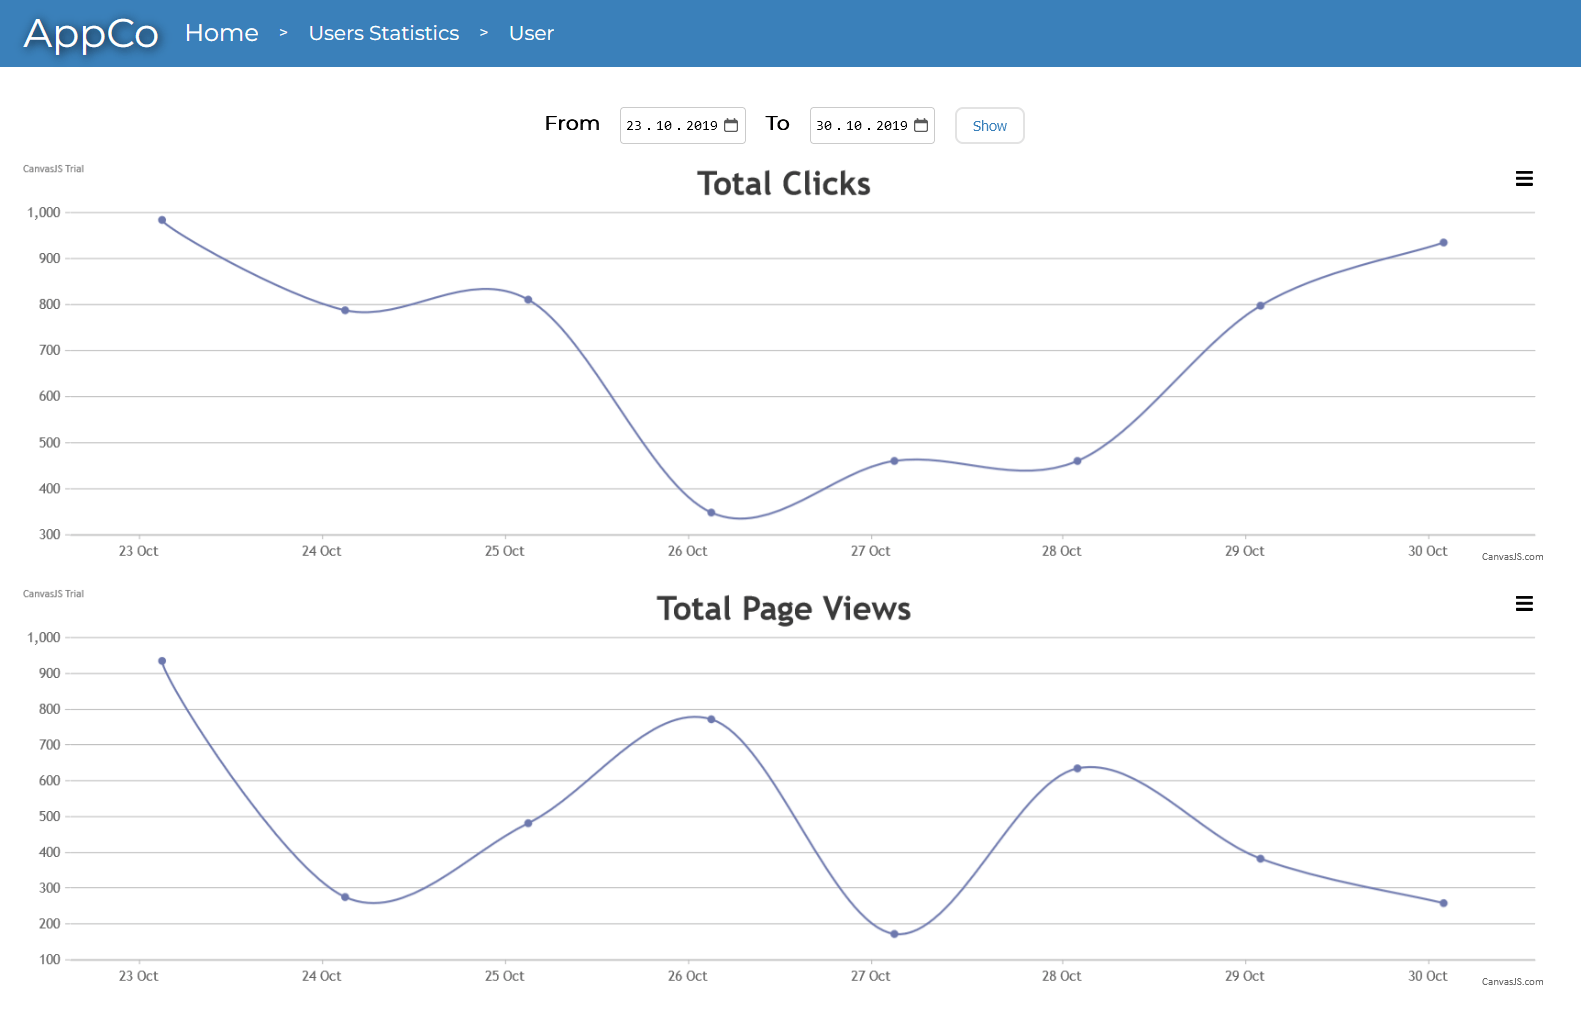 AppCo Home > Users Statistics > User
From 23.10.2019 To 30.10.2019 Show
CanvasJS Trial
Total Clicks
1,000
900
800
700
600
500
400
300
23 Oct 24 Oct 25 Oct 26 Oct 27 Oct 28 Oct 29 Oct 30 Oct
CanvasJS.com
CanvasJS Trial
Total Page Views
1,000
900
800
700
600
500
400
300
200
100
23 Oct 24 Oct 25 Oct 26 Oct 27 Oct 28 Oct 29 Oct 30 Oct
CanvasJS.com